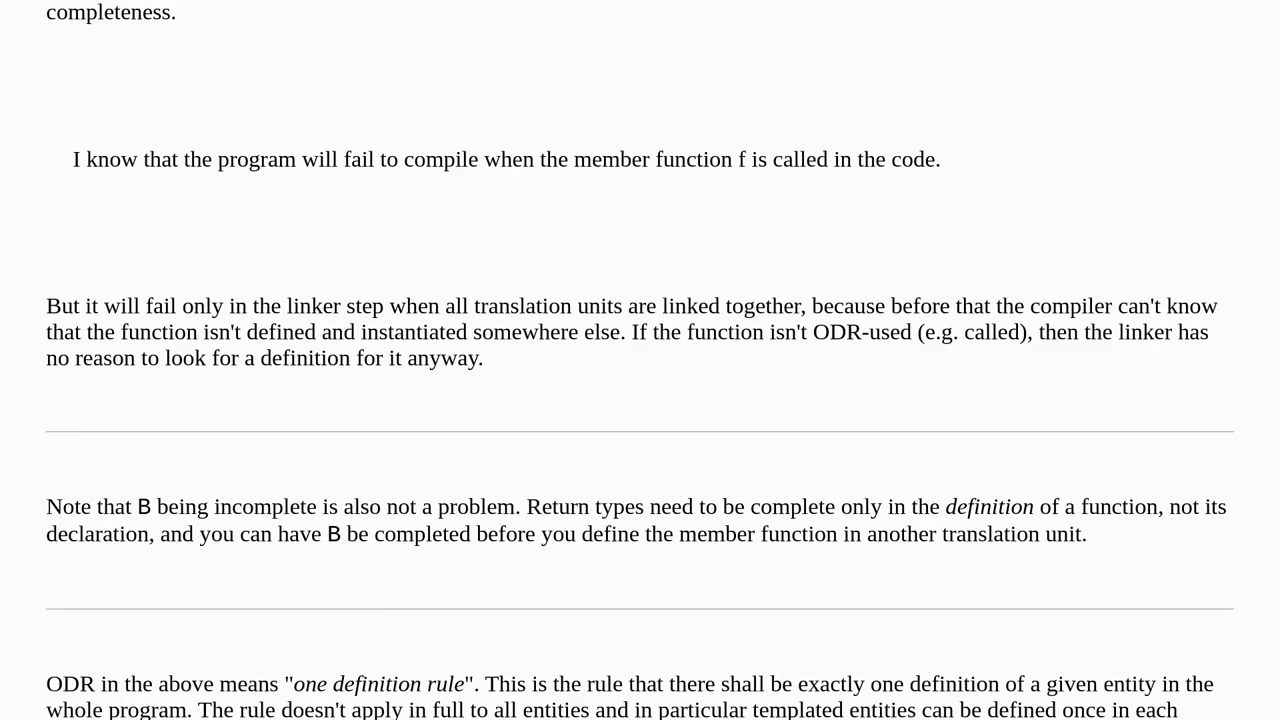 completeness.
I know that the program will fail to compile when the member function f is called in the code.
But it will fail only in the linker step when all translation units are linked together, because before that the compiler can't know
that the function isn't defined and instantiated somewhere else. If the function isn't ODR-used (e.g. called), then the linker has
no reason to look for a definition for it anyway.
Note that B being incomplete is also not a problem. Return types need to be complete only in the definition of a function, not its
declaration, and you can have B be completed before you define the member function in another translation unit.
ODR in the above means "one definition rule". This is the rule that there shall be exactly one definition of a given entity in the
whole program. The rule doesn't apply in full to all entities and in particular templated entities can be defined once in each